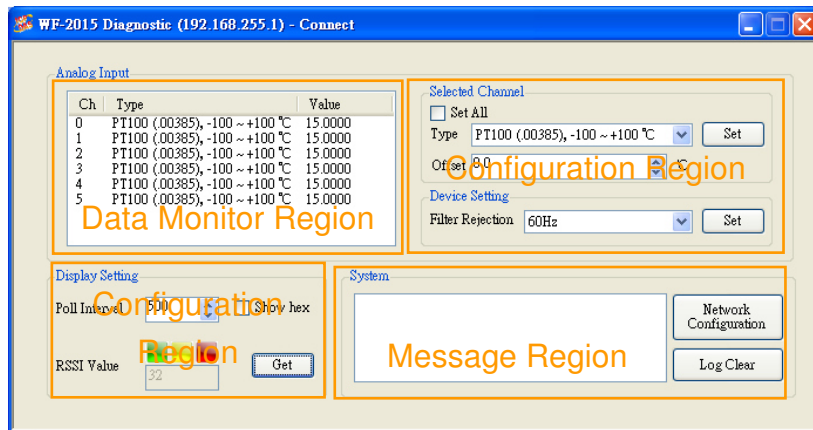 WF-2015 Diagnostic (192.168.255.1) - Connect
Analog Input
Ch Type Value
0 PT100 (.00385), -100 ~ +100 ℃ 15.0000
1 PT100 (.00385), -100 ~ +100 ℃ 15.0000
2 PT100 (.00385), -100 ~ +100 ℃ 15.0000
3 PT100 (.00385), -100 ~ +100 ℃ 15.0000
4 PT100 (.00385), -100 ~ +100 ℃ 15.0000
5 PT100 (.00385), -100 ~ +100 ℃ 15.0000
Data Monitor Region
Selected Channel
Set All
Type PT100 (.00385), -100 ~ +100 ℃ Set
Offset 0.0 ℃
Configuration Region
Device Setting
Filter Rejection 60Hz Set
Display Setting
Poll Interval 500 Show hex
Configuration
Region
RSSI Value 32 Get
System
Message Region
Network
Configuration
Log Clear